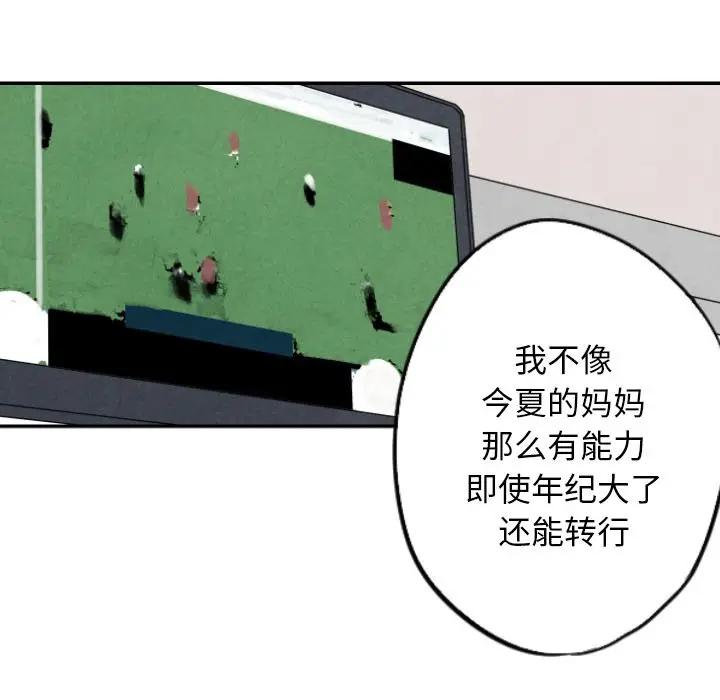 我不像
今夏的妈妈
那么有能力
即使年纪大了
还能转行